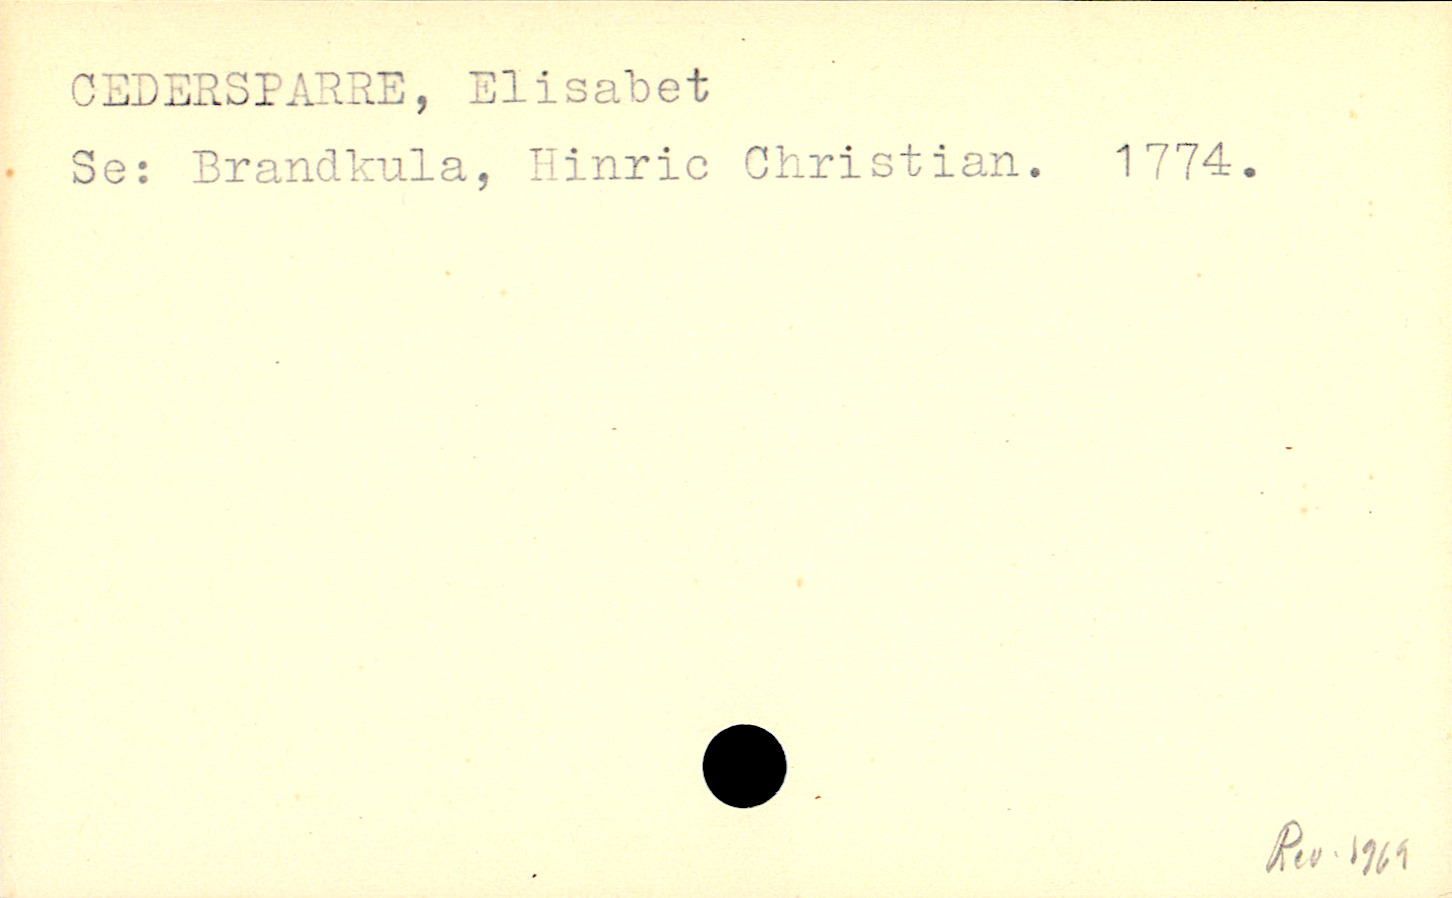 CEDERSPARRE, Elisabet
Se: Brandkula, Hinric Christian. 1774.
Rev. 1969